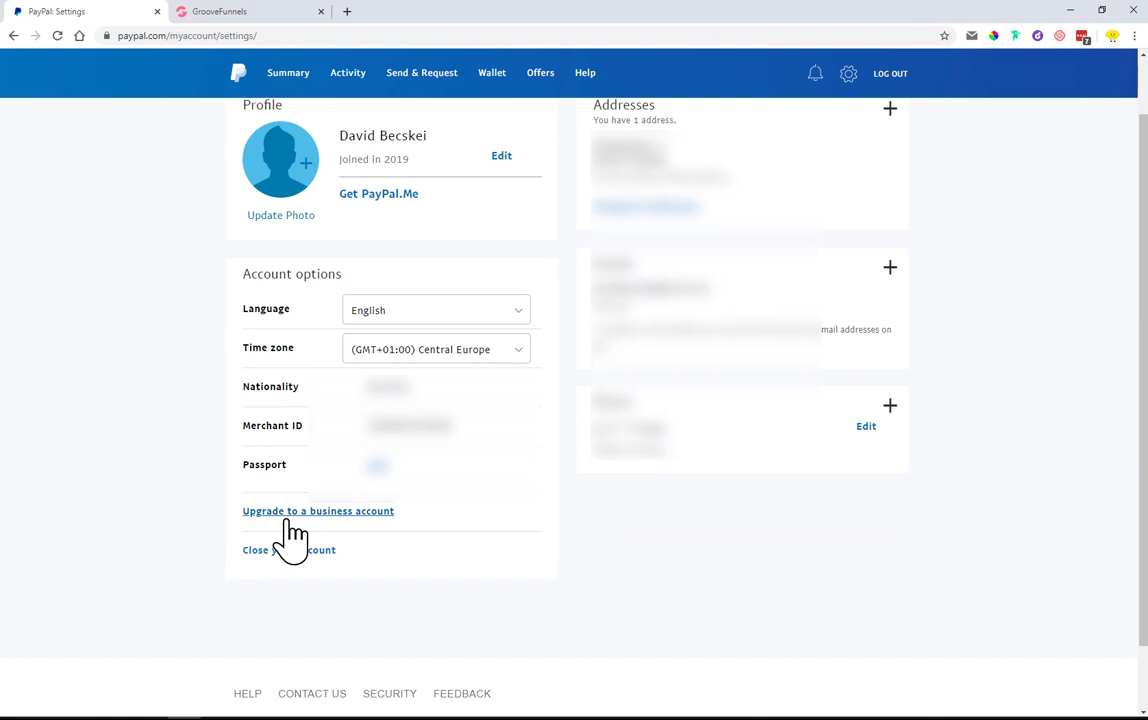 PayPal: Settings
GrooveFunnels
paypal.com/myaccount/settings/
7
Summary
Activity
Send & Request
Wallet
Offers
Help
LOG OUT
Profile
David Becskei
Joined in 2019
Edit
Get PayPal.Me
Update Photo
Addresses
You have 1 address.
mail addresses on
Edit
Account options
Language
English
Time zone
(GMT+01:00) Central Europe
Nationality
Merchant ID
Passport
Upgrade to a business account
Close count
HELP
CONTACT US
SECURITY
FEEDBACK